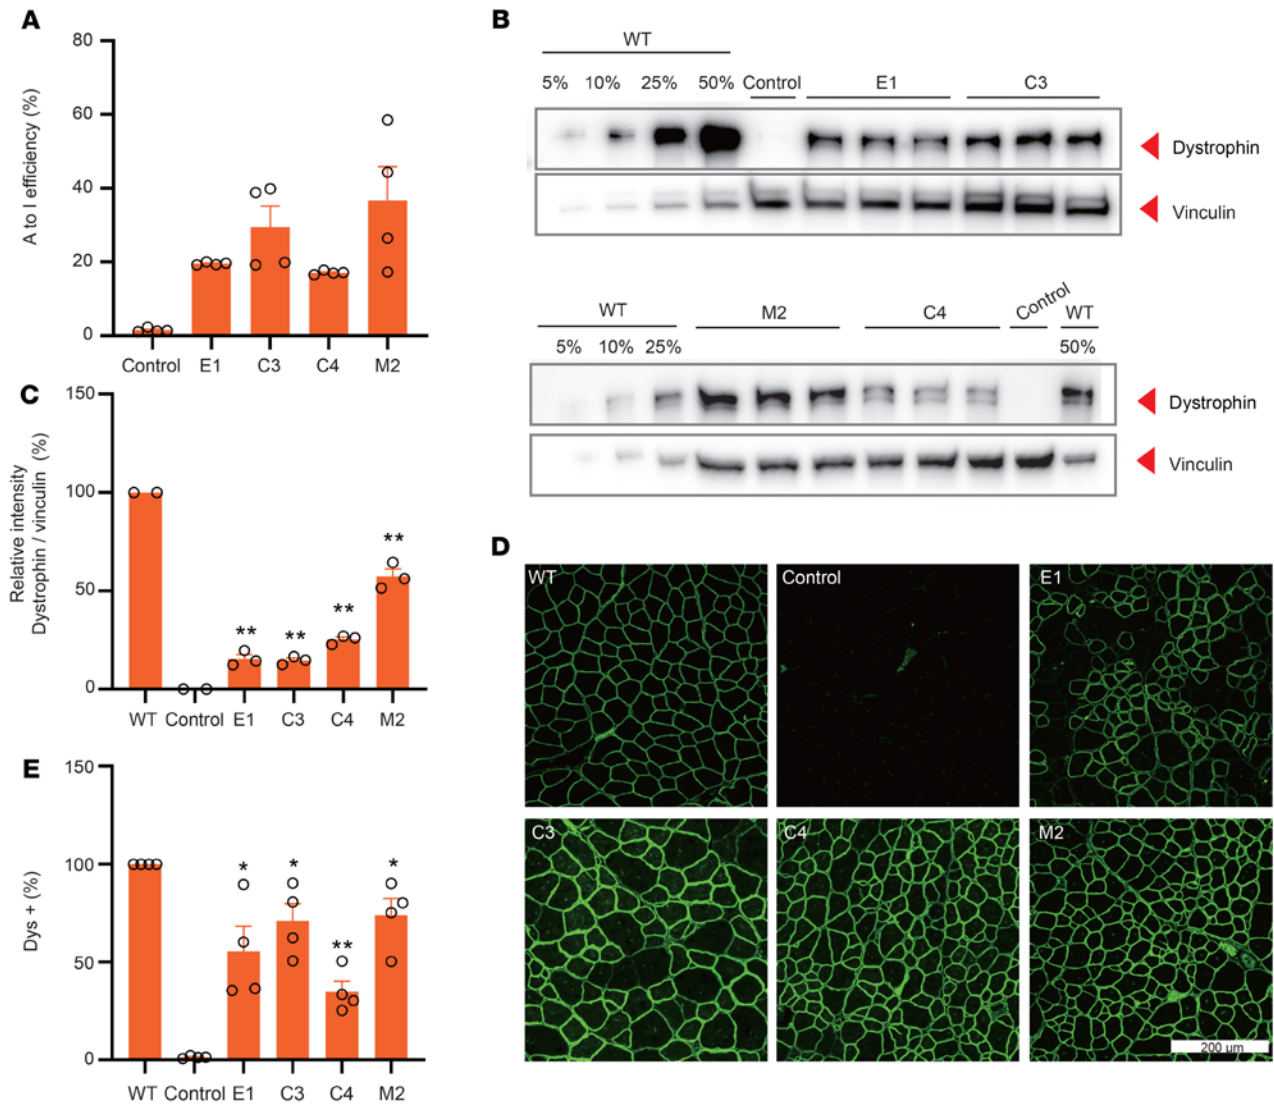 A
A to I efficiency (%)
80
60
40
20
0
Control E1 C3 C4 M2
B
WT
5% 10% 25% 50% Control E1 C3
Dystrophin
Vinculin
WT M2 C4 Control WT
5% 10% 25% 50%
Dystrophin
Vinculin
C
Relative intensity
Dystrophin / vinculin (%)
150
100
50
0
** ** ** **
WT Control E1 C3 C4 M2
D
WT Control E1
C3 C4 M2
200 um
E
Dys + (%)
150
100
50
0
* * ** *
WT Control E1 C3 C4 M2